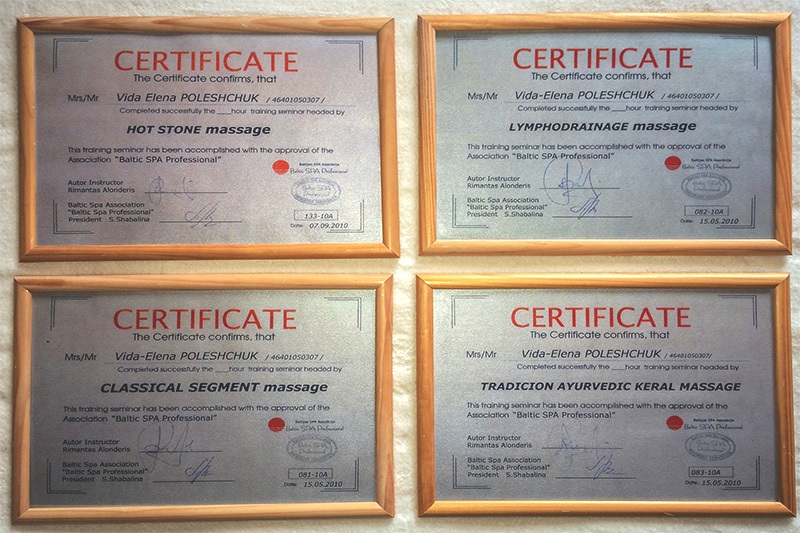 CERTIFICATE
The Certificate confirms, that
Mrs/Mr Vida Elena POLESHCHUK / 46401050307 /
Completed successfully the ___hour training seminar headed by
HOT STONE massage
This training seminar has been accomplished with the approval of the
Association "Baltic SPA Professional"
Baltijas SPA Asociācija
Baltic SPA Professional
Autor Instructor
Rimantas Alonderis
Baltic Spa Association
"Baltic Spa Professional"
President S.Shabalina
133-10A
Date: 07.09.2010
CERTIFICATE
The Certificate confirms, that
Mrs/Mr Vida-Elena POLESHCHUK / 46401050307 /
Completed successfully the ___hour training seminar headed by
LYMPHODRAINAGE massage
This training seminar has been accomplished with the approval of the
Association "Baltic SPA Professional"
Baltijas SPA Asociācija
Baltic SPA Professional
Autor Instructor
Rimantas Alonderis
Baltic Spa Association
"Baltic Spa Professional"
President S.Shabalina
082-10A
Date: 15.05.2010
CERTIFICATE
The Certificate confirms, that
Mrs/Mr Vida-Elena POLESHCHUK / 46401050307 /
Completed successfully the ___hour training seminar headed by
CLASSICAL SEGMENT massage
This training seminar has been accomplished with the approval of the
Association "Baltic SPA Professional"
Baltijas SPA Asociācija
Baltic SPA Professional
Autor Instructor
Rimantas Alonderis
Baltic Spa Association
"Baltic Spa Professional"
President S.Shabalina
081-10A
Date: 15.05.2010
CERTIFICATE
The Certificate confirms, that
Mrs/Mr Vida-Elena POLESHCHUK / 46401050307/
Completed successfully the ___hour training seminar headed by
TRADICION AYURVEDIC KERAL MASSAGE
This training seminar has been accomplished with the approval of the
Association "Baltic SPA Professional"
Baltijas SPA Asociācija
Baltic SPA Professional
Autor Instructor
Rimantas Alonderis
Baltic Spa Association
"Baltic Spa Professional"
President S.Shabalina
083-10A
Date: 15.05.2010